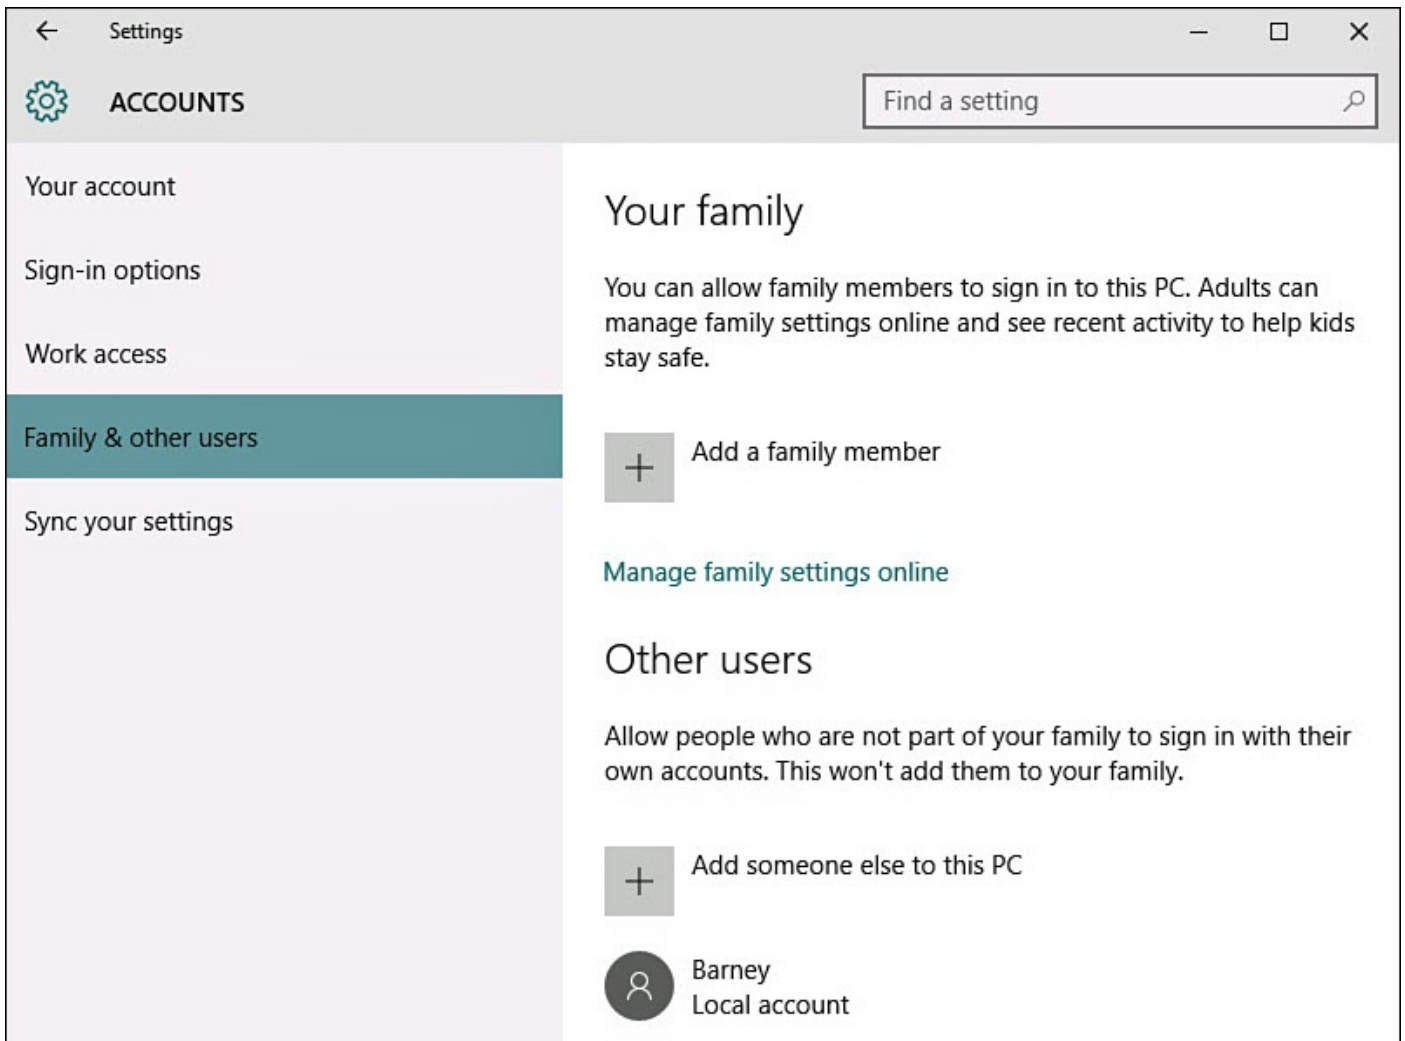 Settings
ACCOUNTS
Find a setting
Your account
Sign-in options
Work access
Family & other users
Sync your settings
Your family
You can allow family members to sign in to this PC. Adults can
manage family settings online and see recent activity to help kids
stay safe.
Add a family member
Manage family settings online
Other users
Allow people who are not part of your family to sign in with their
own accounts. This won't add them to your family.
Add someone else to this PC
Barney
Local account